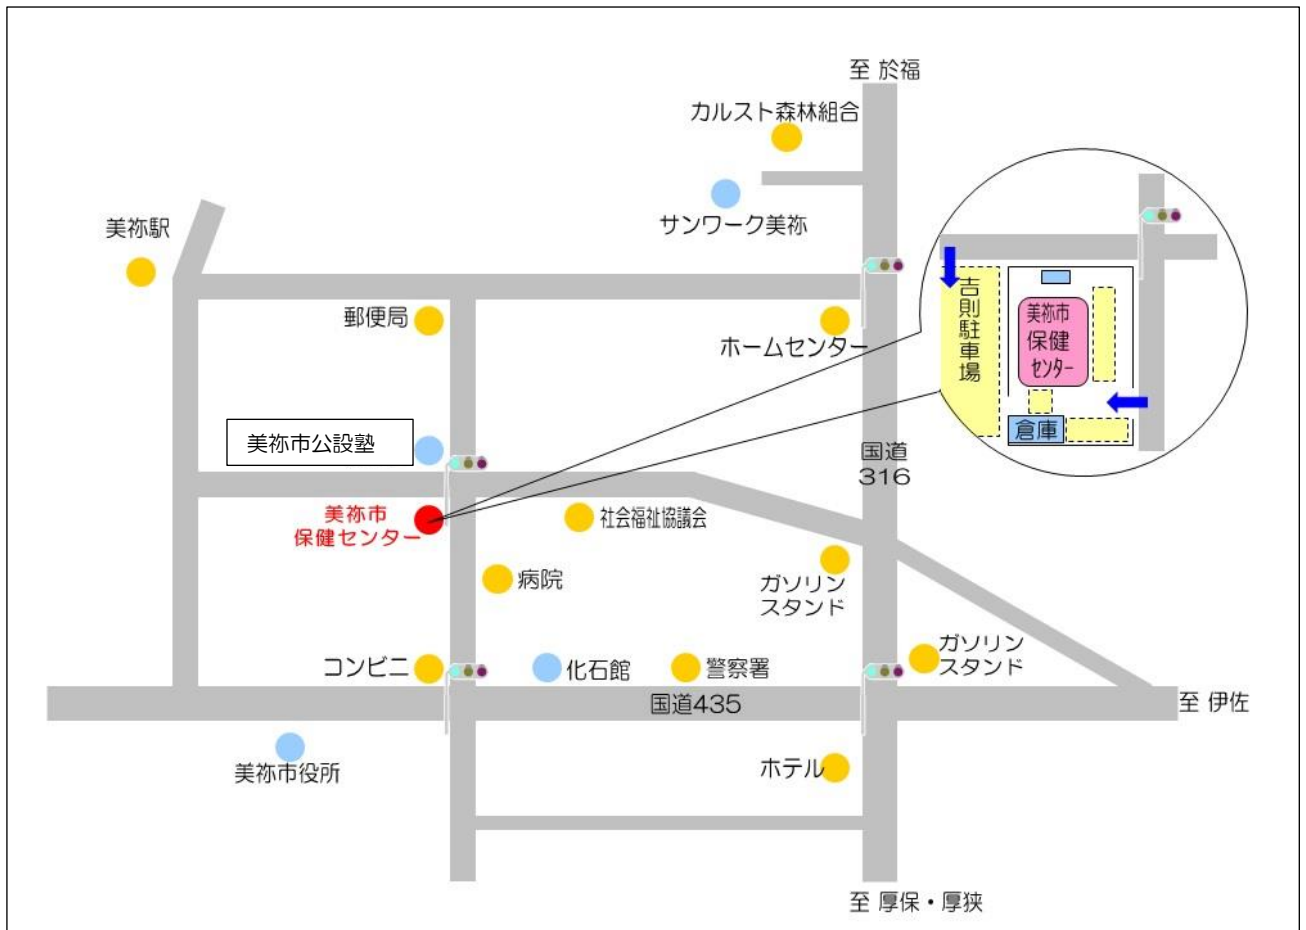 至 於福
カルスト森林組合
サンワーク美祢
美祢駅
郵便局
ホームセンター
吉則駐車場
美祢市
保健
センター
倉庫
美祢市公設塾
国道
316
美祢市
保健センター
社会福祉協議会
病院
ガソリン
スタンド
コンビニ
化石館
警察署
ガソリン
スタンド
国道435
至 伊佐
美祢市役所
ホテル
至 厚保・厚狭